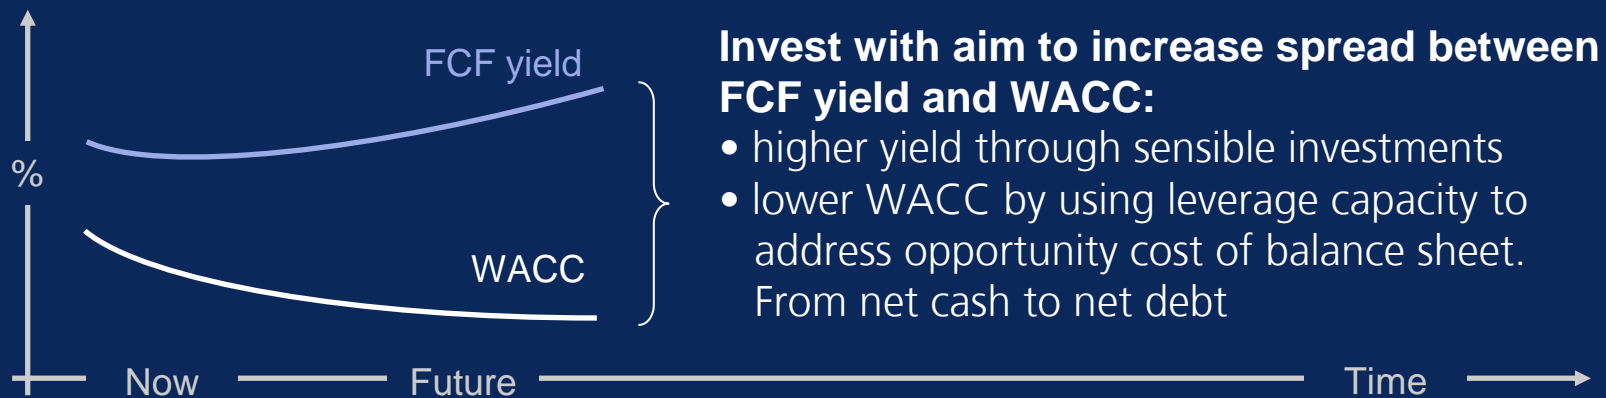 FCF yield
%
WACC
Now
Future
Time
Invest with aim to increase spread between
FCF yield and WACC:
• higher yield through sensible investments
• lower WACC by using leverage capacity to
address opportunity cost of balance sheet.
From net cash to net debt